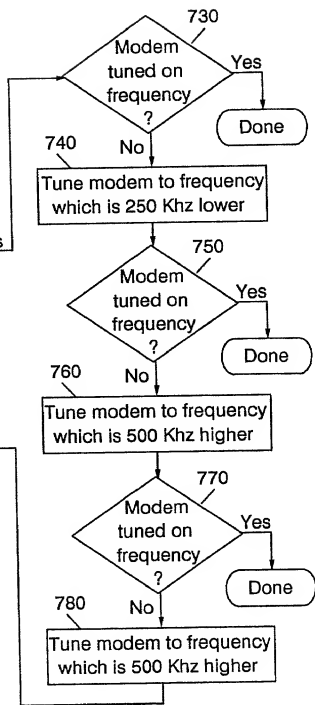 730
Modem
tuned on
frequency
?
Yes
Done
No
740
Tune modem to frequency
which is 250 Khz lower
750
Modem
tuned on
frequency
?
Yes
Done
No
760
Tune modem to frequency
which is 500 Khz higher
770
Modem
tuned on
frequency
?
Yes
Done
No
780
Tune modem to frequency
which is 500 Khz higher